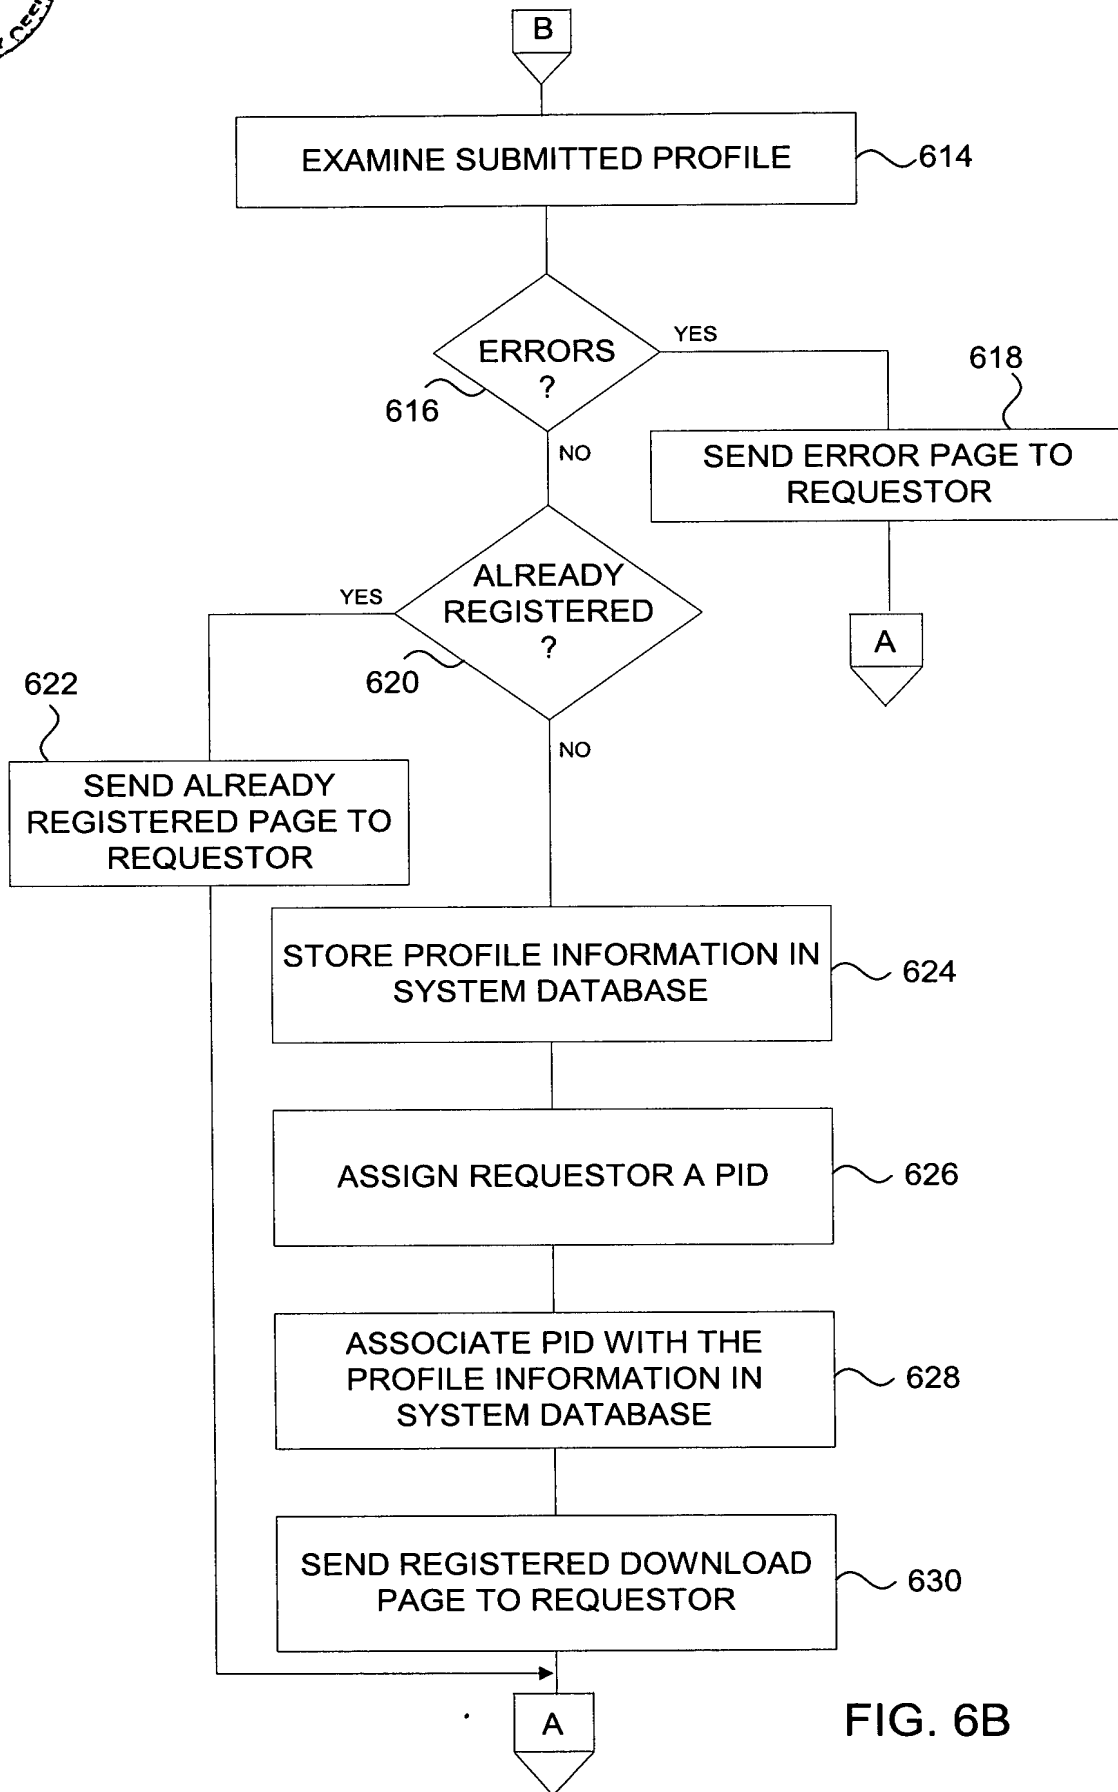 B
EXAMINE SUBMITTED PROFILE
614
ERRORS
?
616
YES
NO
618
SEND ERROR PAGE TO
REQUESTOR
A
ALREADY
REGISTERED
?
620
YES
NO
622
SEND ALREADY
REGISTERED PAGE TO
REQUESTOR
STORE PROFILE INFORMATION IN
SYSTEM DATABASE
624
ASSIGN REQUESTOR A PID
626
ASSOCIATE PID WITH THE
PROFILE INFORMATION IN
SYSTEM DATABASE
628
SEND REGISTERED DOWNLOAD
PAGE TO REQUESTOR
630
A
FIG. 6B